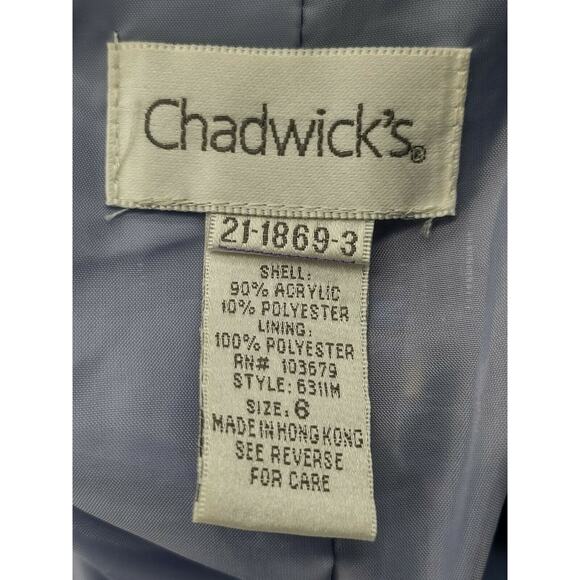 Chadwick's®
21-1869-3
SHELL:
90% ACRYLIC
10% POLYESTER
LINING:
100% POLYESTER
RN# 103679
STYLE: 6311M
SIZE: 6
MADE IN HONG KONG
SEE REVERSE
FOR CARE